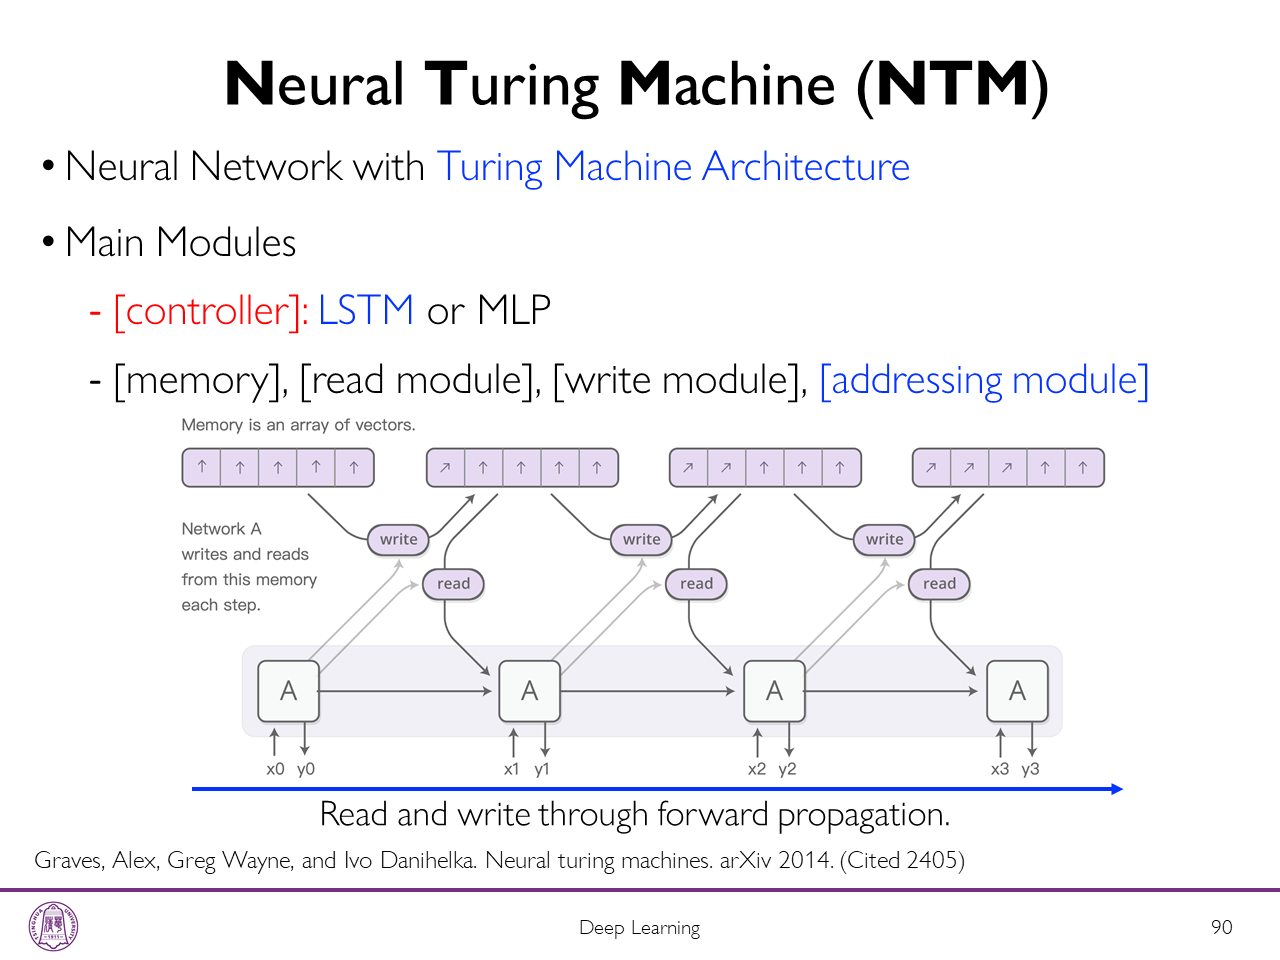 Neural Turing Machine (NTM)
• Neural Network with Turing Machine Architecture
• Main Modules
- [controller]: LSTM or MLP
- [memory], [read module], [write module], [addressing module]
Memory is an array of vectors.
Network A
writes and reads
from this memory
each step.
write
write
write
read
read
read
A
A
A
A
x0 y0
x1 y1
x2 y2
x3 y3
Read and write through forward propagation.
Graves, Alex, Greg Wayne, and Ivo Danihelka. Neural turing machines. arXiv 2014. (Cited 2405)
TSINGHUA UNIVERSITY
-1911-
Deep Learning
90